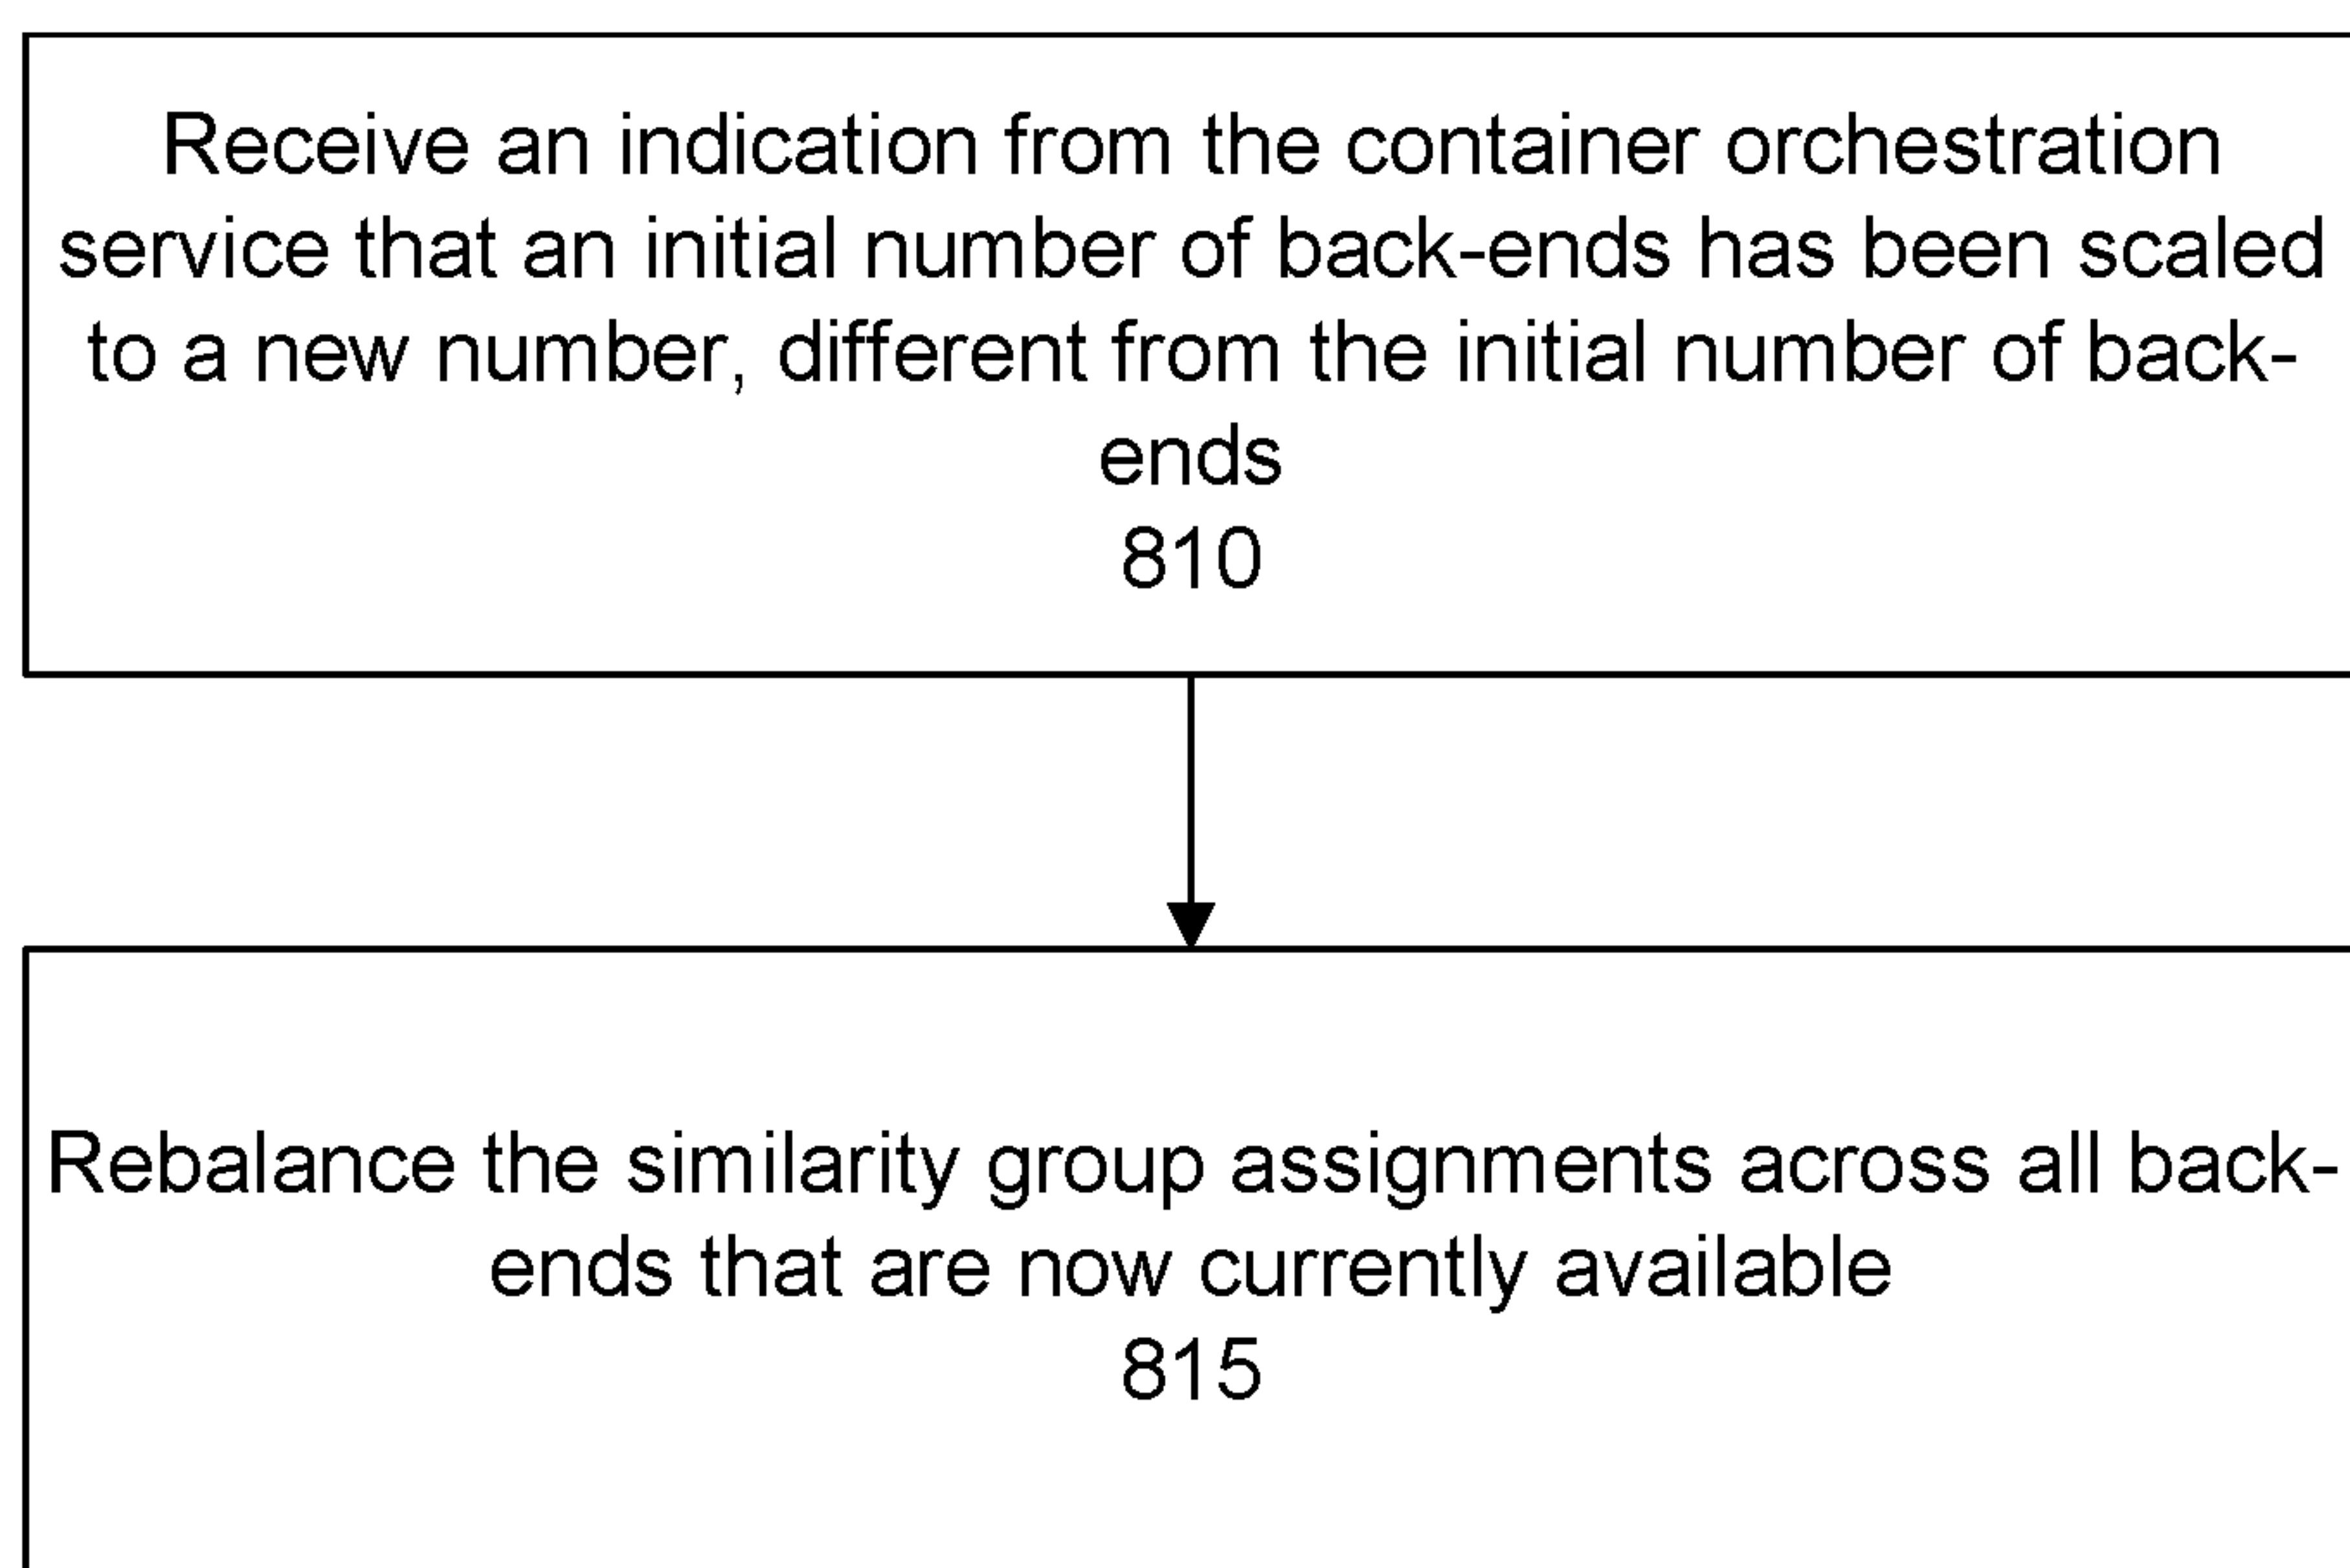 Receive an indication from the container orchestration
service that an initial number of back-ends has been scaled
to a new number, different from the initial number of back-
ends
810
Rebalance the similarity group assignments across all back-
ends that are now currently available
815